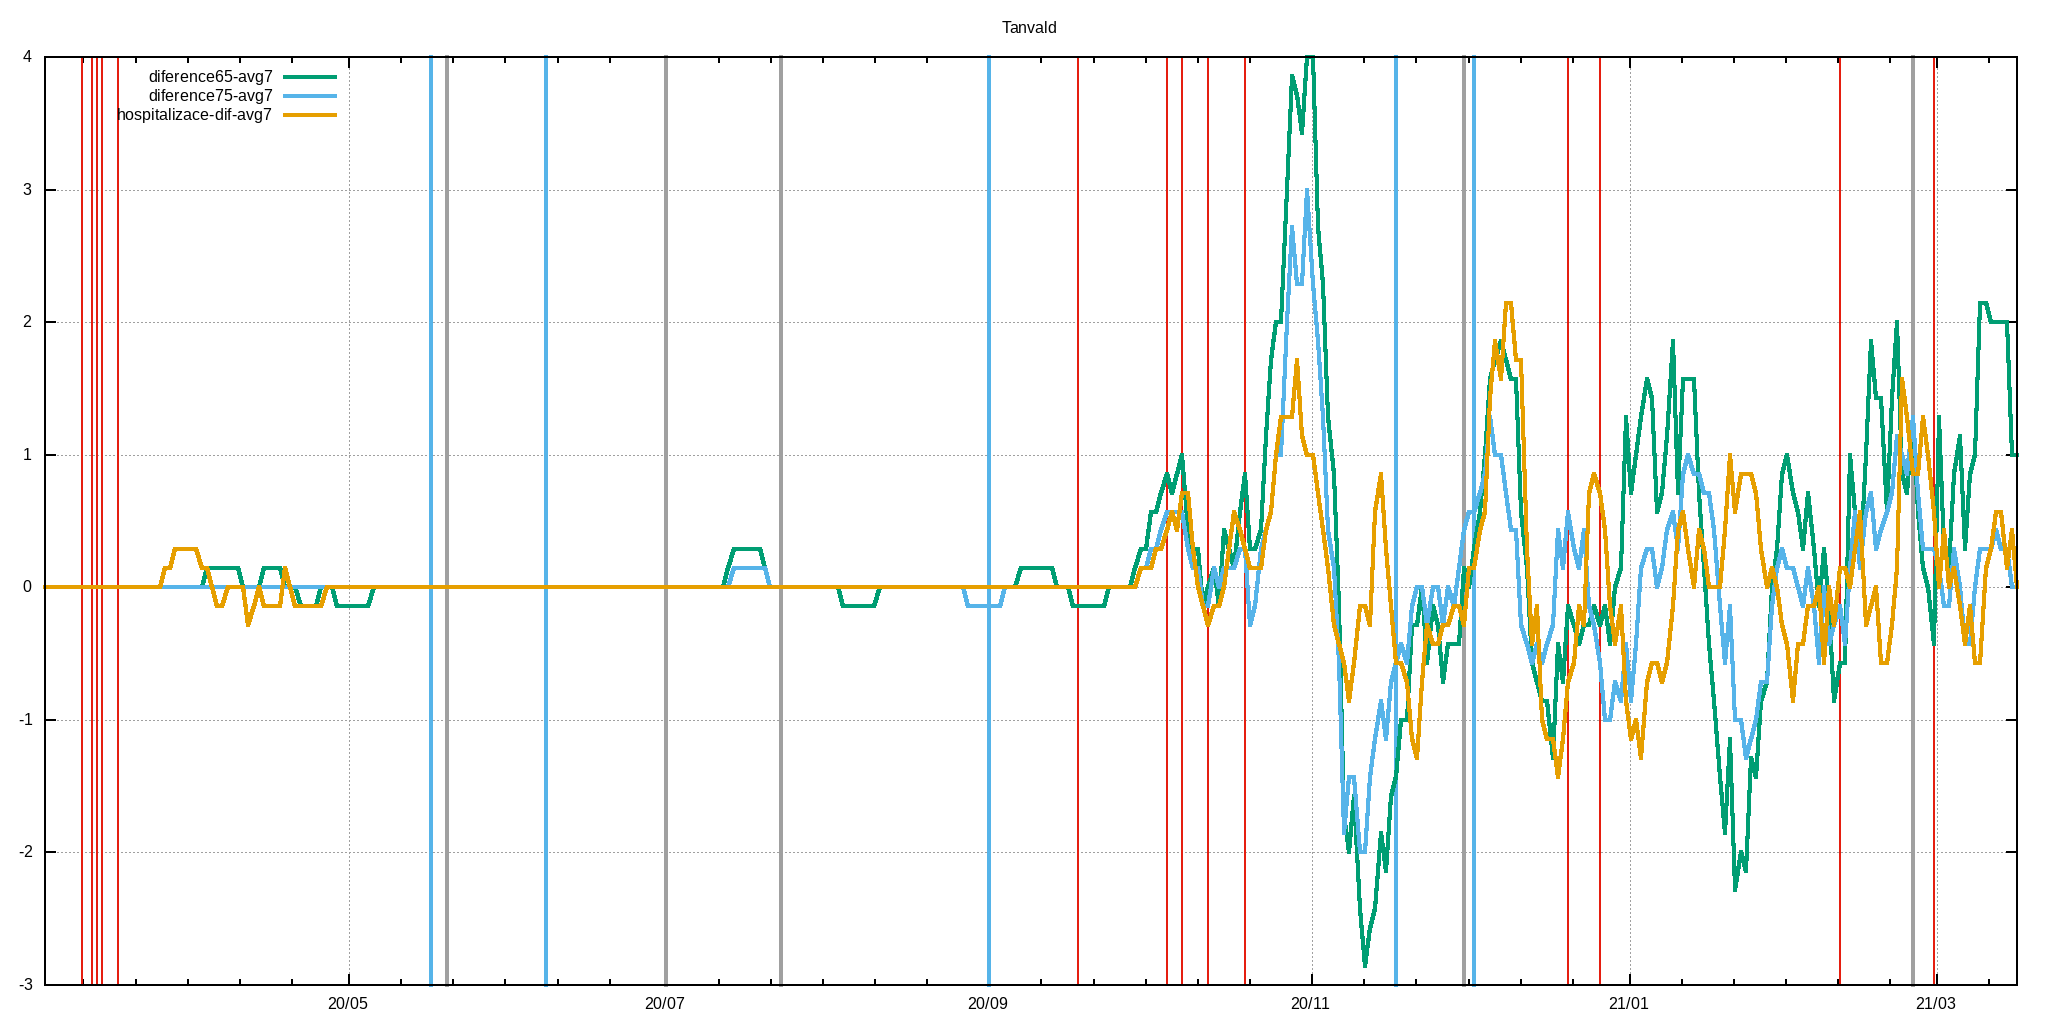 Tanvald
4
diference65-avg7
diference75-avg7
hospitalizace-dif-avg7
3
2
1
0
-1
-2
-3
20/05 20/07 20/09 20/11 21/01 21/03